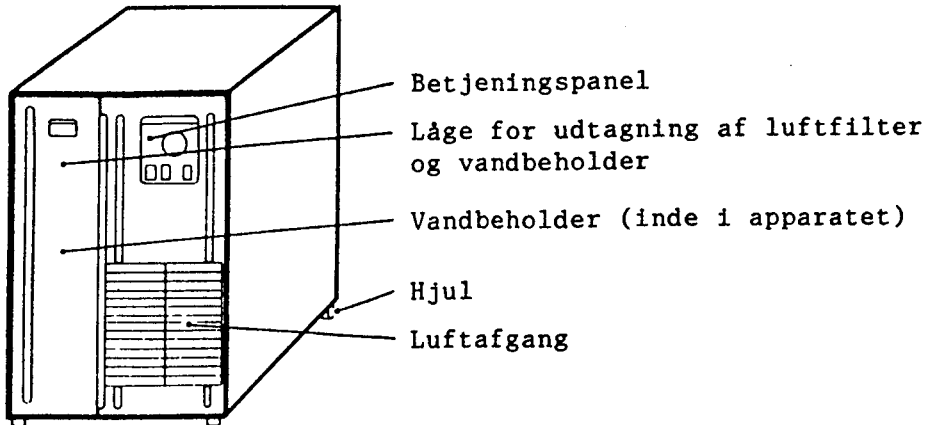 Betjeningspanel
Låge for udtagning af luftfilter
og vandbeholder
Vandbeholder (inde i apparatet)
Hjul
Luftafgang